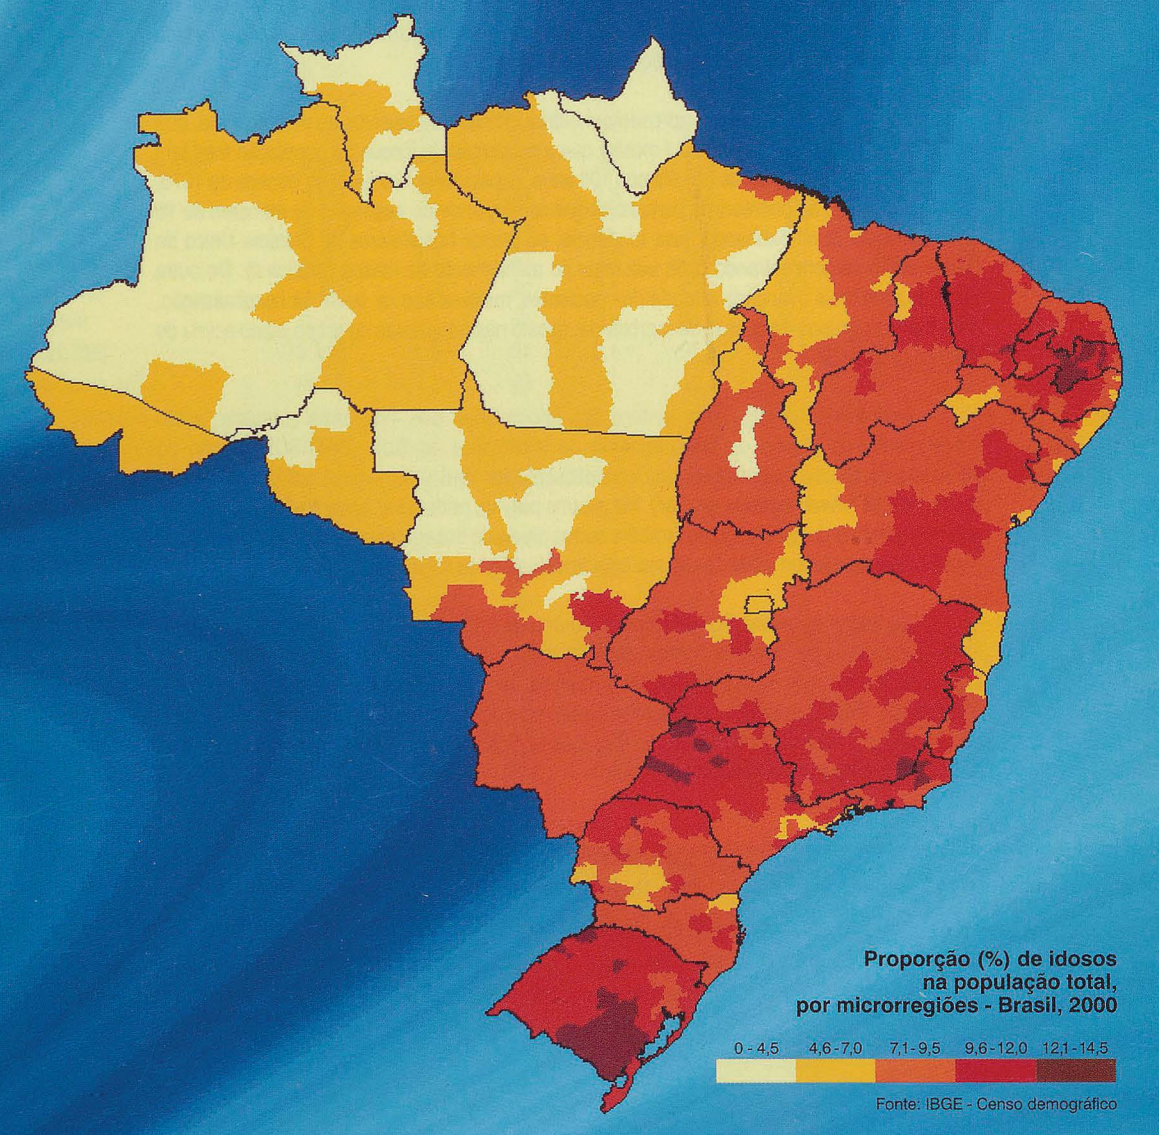 Proporção (%) de idosos
na população total,
por microrregiões - Brasil, 2000
0 - 4,5 4,6 - 7,0 7,1 - 9,5 9,6 - 12,0 12,1 - 14,5
Fonte: IBGE - Censo demográfico